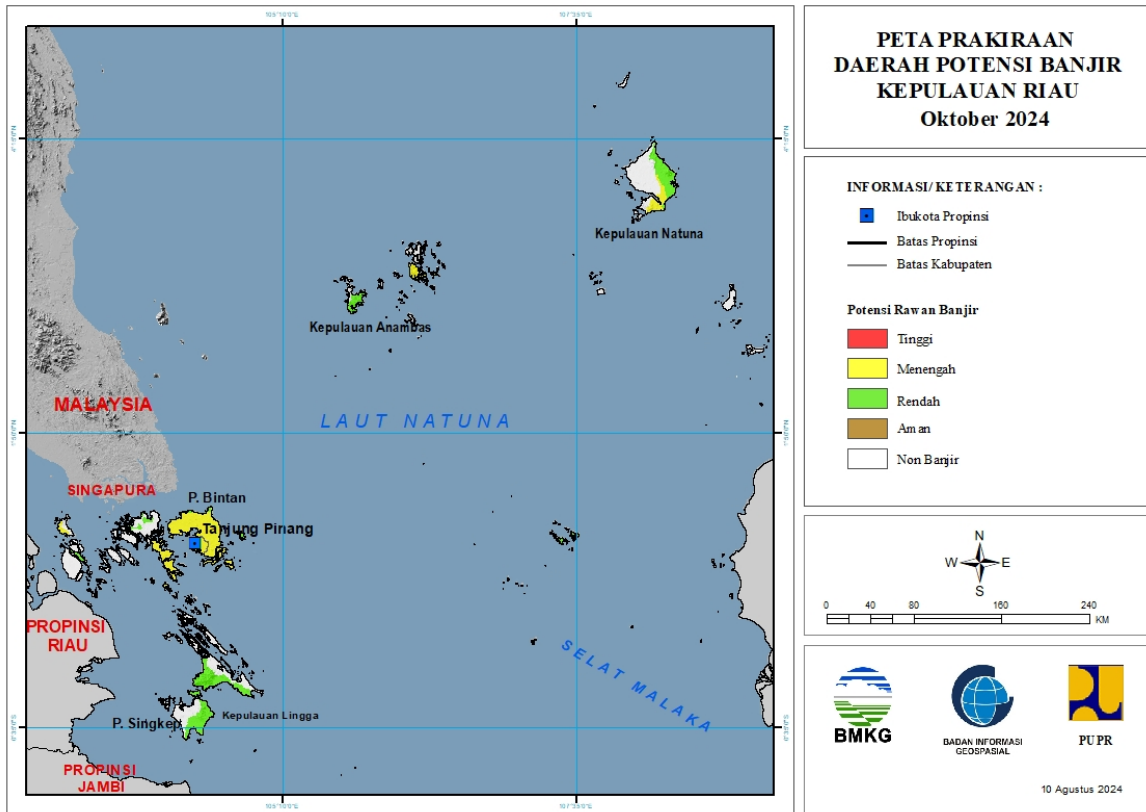 PETA PRAKIRAAN
DAERAH POTENSI BANJIR
KEPULAUAN RIAU
Oktober 2024
INFORMASI/ KETERANGAN :
Ibukota Propinsi
Batas Propinsi
Batas Kabupaten
Potensi Rawan Banjir
Tinggi
Menengah
Rendah
Aman
Non Banjir
N
W E
S
0 40 80 160 240
KM
BMKG
BADAN INFORMASI
GEOSPASIAL
PUPR
10 Agustus 2024
Kepulauan Natuna
Kepulauan Anambas
MALAYSIA
LAUT NATUNA
SINGAPURA
P. Bintan
Tanjung Pinang
PROPINSI
RIAU
SELAT MALAKA
Kepulauan Lingga
P. Singkep
PROPINSI
JAMBI